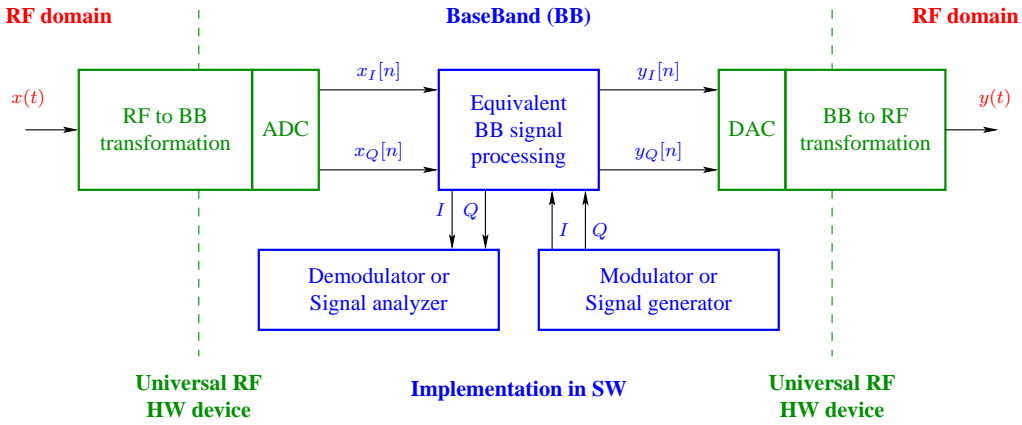 RF domain
BaseBand (BB)
RF domain
x(t)
RF to BB
transformation
ADC
x_I[n]
x_Q[n]
Equivalent
BB signal
processing
y_I[n]
y_Q[n]
DAC
BB to RF
transformation
y(t)
I
Q
I
Q
Demodulator or
Signal analyzer
Modulator or
Signal generator
Universal RF
HW device
Implementation in SW
Universal RF
HW device